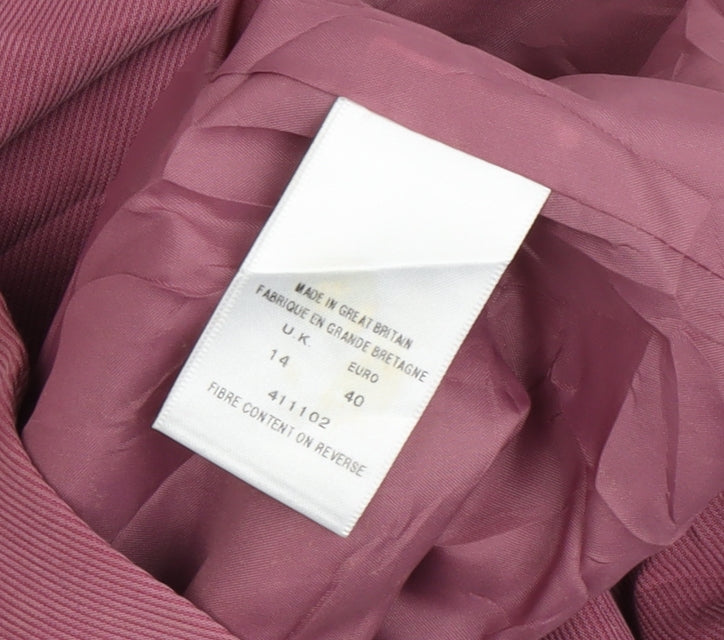 MADE IN GREAT BRITAIN
FABRIQUE EN GRANDE BRETAGNE
U.K. EURO
14 40
411102
FIBRE CONTENT ON REVERSE